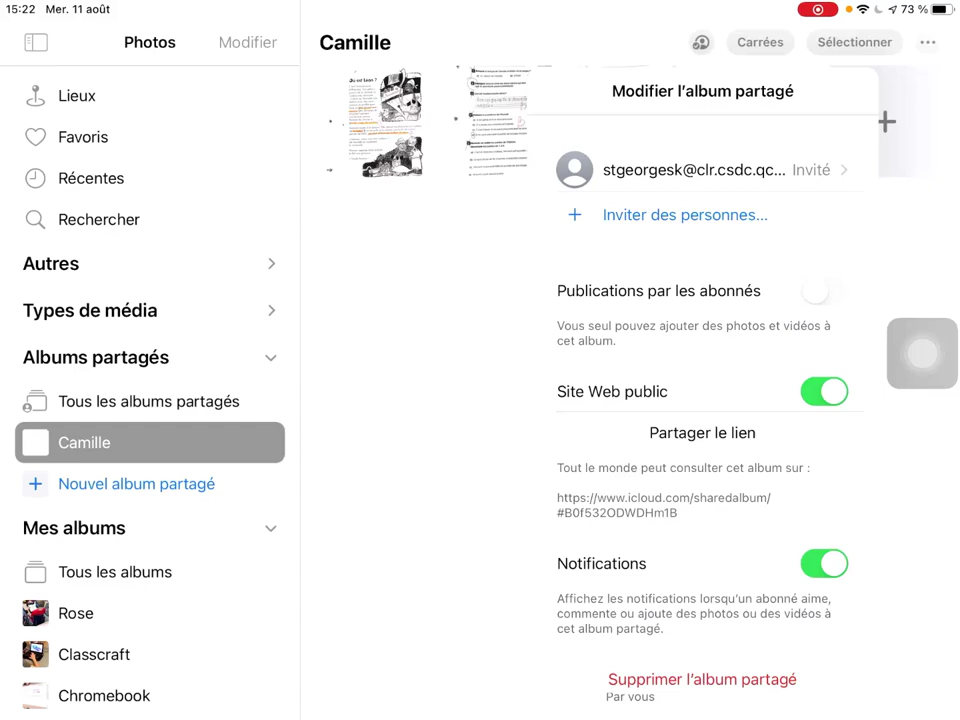 15:22 Mer. 11 août
73 %
Photos
Modifier
Lieux
Favoris
Récentes
Rechercher
Autres
Types de média
Albums partagés
Tous les albums partagés
Camille
Nouvel album partagé
Mes albums
Tous les albums
Rose
Classcraft
Chromebook
Camille
Carrées
Sélectionner
Modifier l'album partagé
stgeorgesk@clr.csdc.qc... Invité
Inviter des personnes...
Publications par les abonnés
Vous seul pouvez ajouter des photos et vidéos à
cet album.
Site Web public
Partager le lien
Tout le monde peut consulter cet album sur :
https://www.icloud.com/sharedalbum/
#B0f532ODWDHm1B
Notifications
Affichez les notifications lorsqu'un abonné aime,
commente ou ajoute des photos ou des vidéos à
cet album partagé.
Supprimer l'album partagé
Par vous